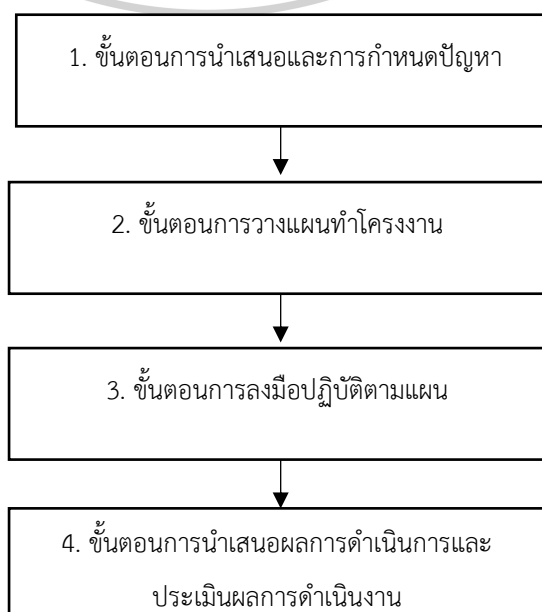 1. ขั้นตอนการนำเสนอและการกำหนดปัญหา
2. ขั้นตอนการวางแผนทำโครงงาน
3. ขั้นตอนการลงมือปฏิบัติตามแผน
4. ขั้นตอนการนำเสนอผลการดำเนินการและ
ประเมินผลการดำเนินงาน